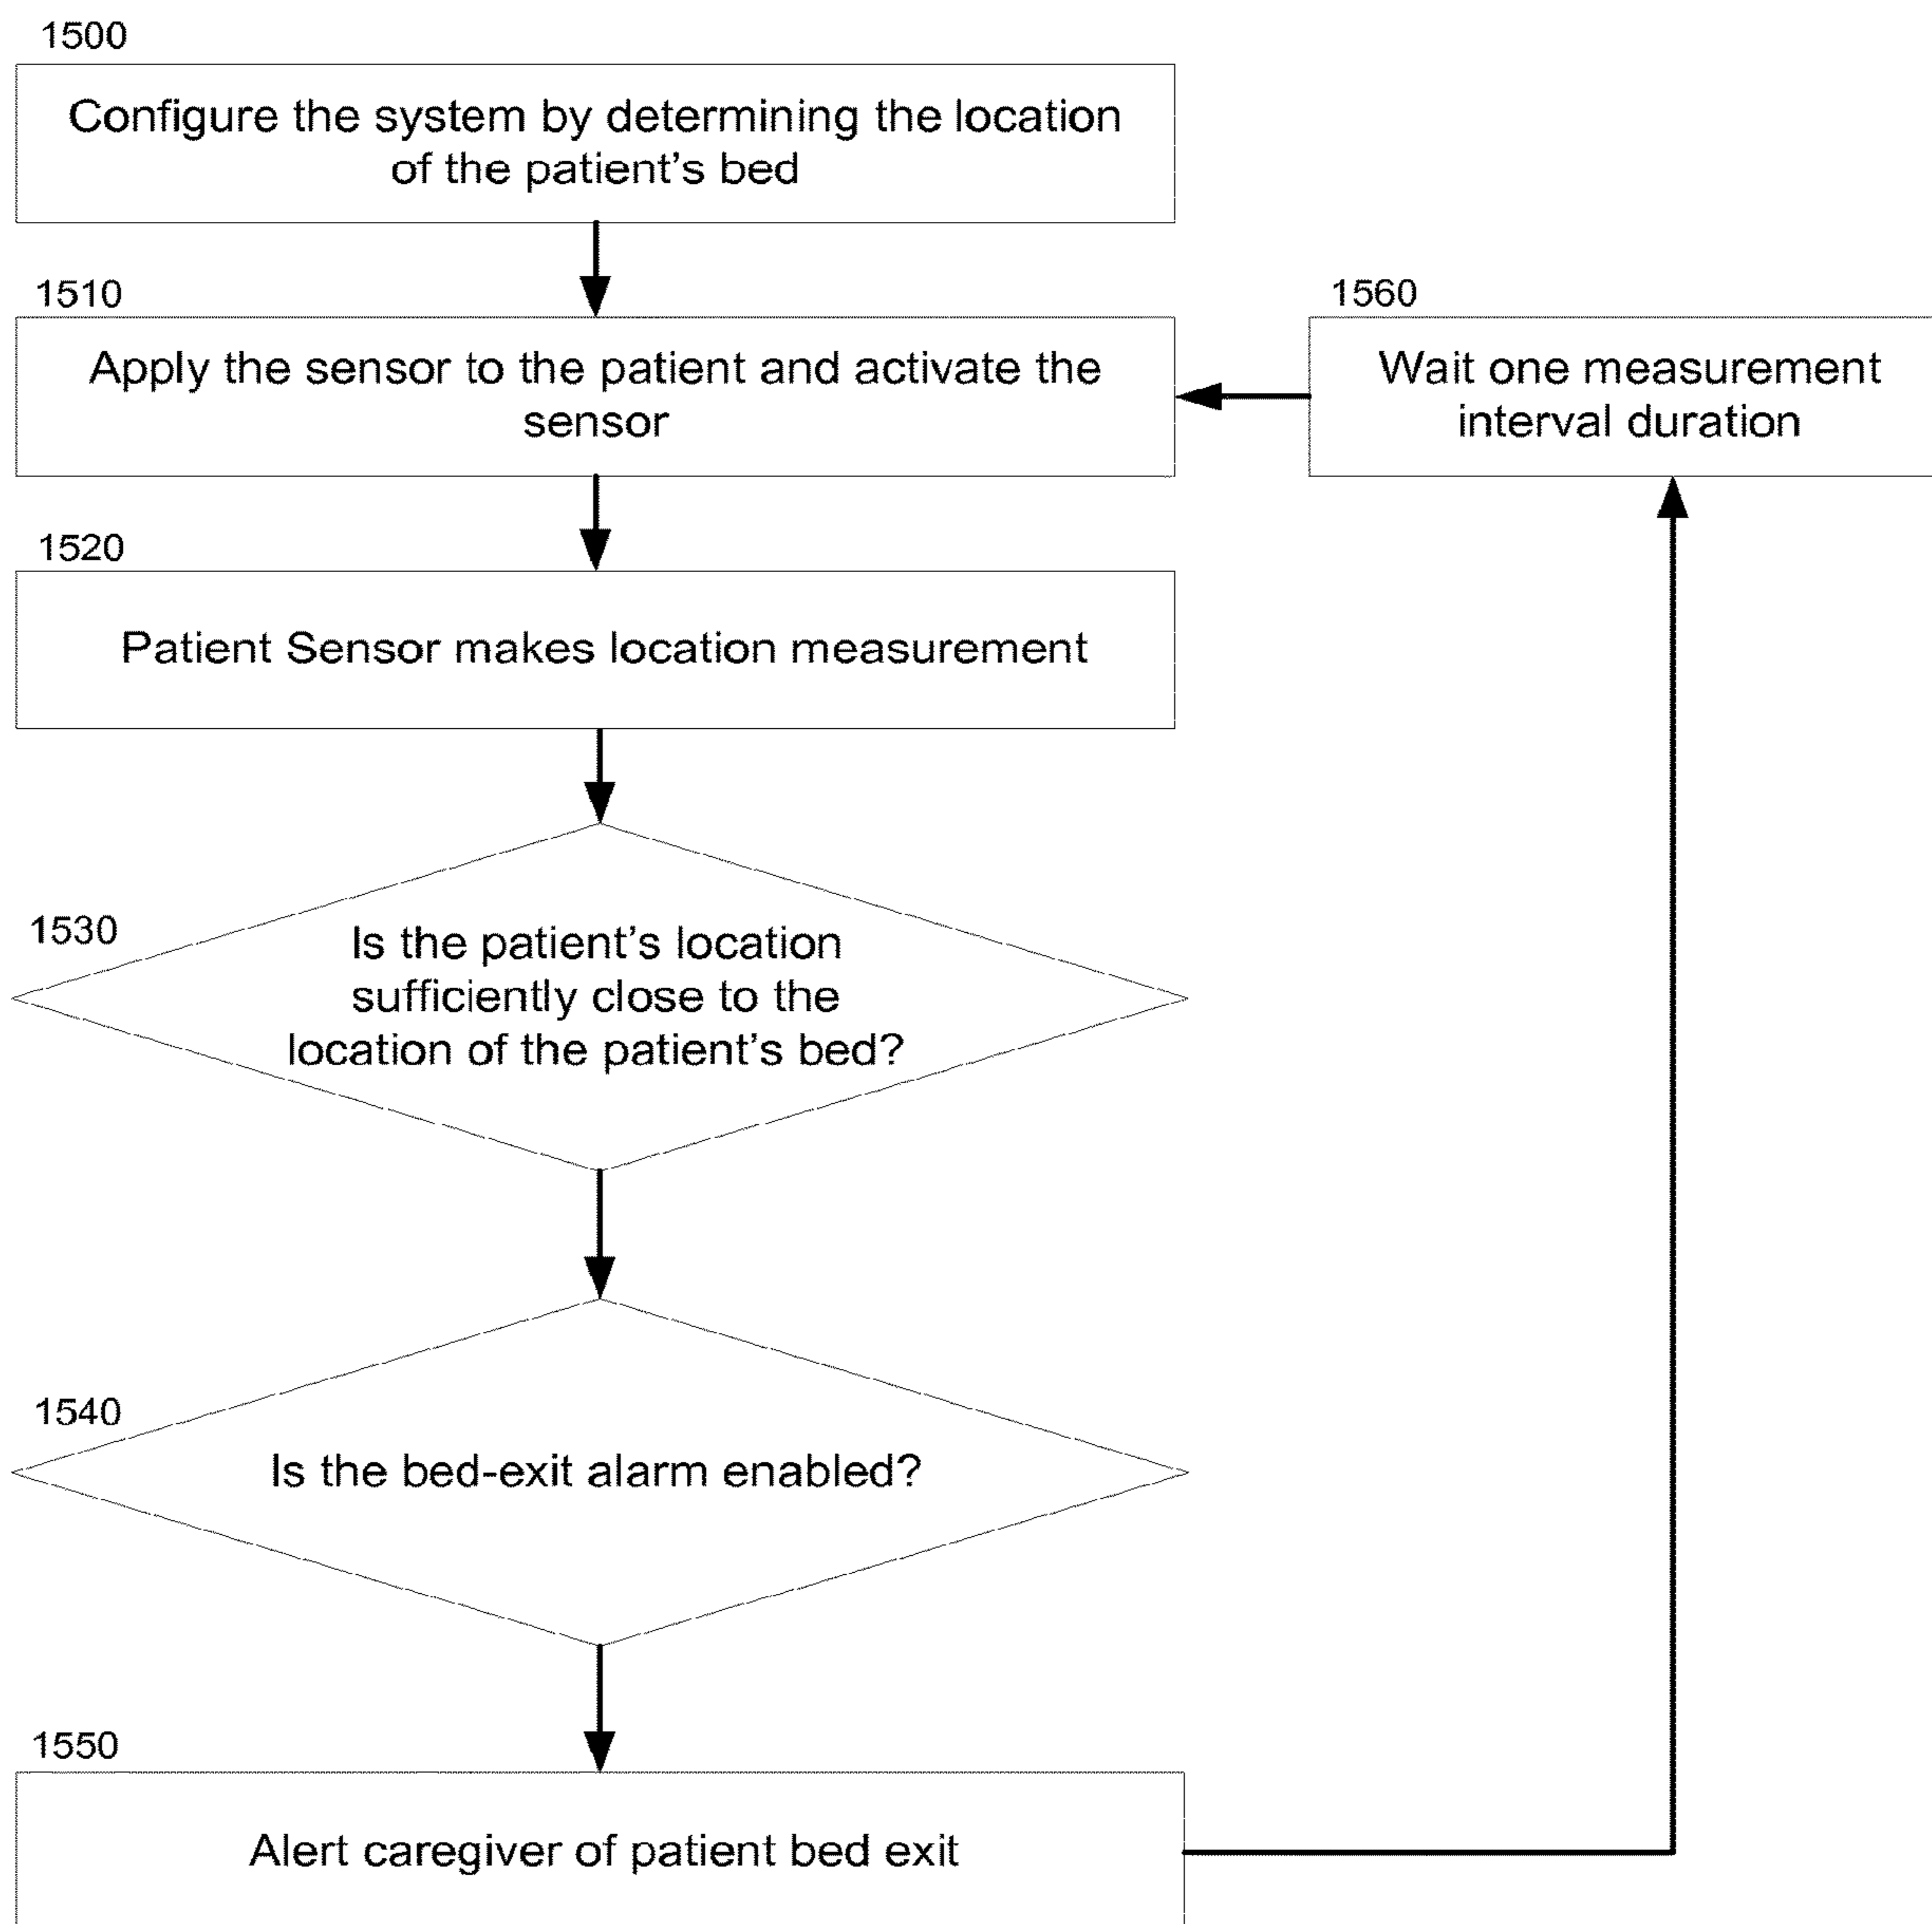 1500
Configure the system by determining the location
of the patient's bed
1510
Apply the sensor to the patient and activate the
sensor
1560
Wait one measurement
interval duration
1520
Patient Sensor makes location measurement
1530
Is the patient's location
sufficiently close to the
location of the patient's bed?
1540
Is the bed-exit alarm enabled?
1550
Alert caregiver of patient bed exit